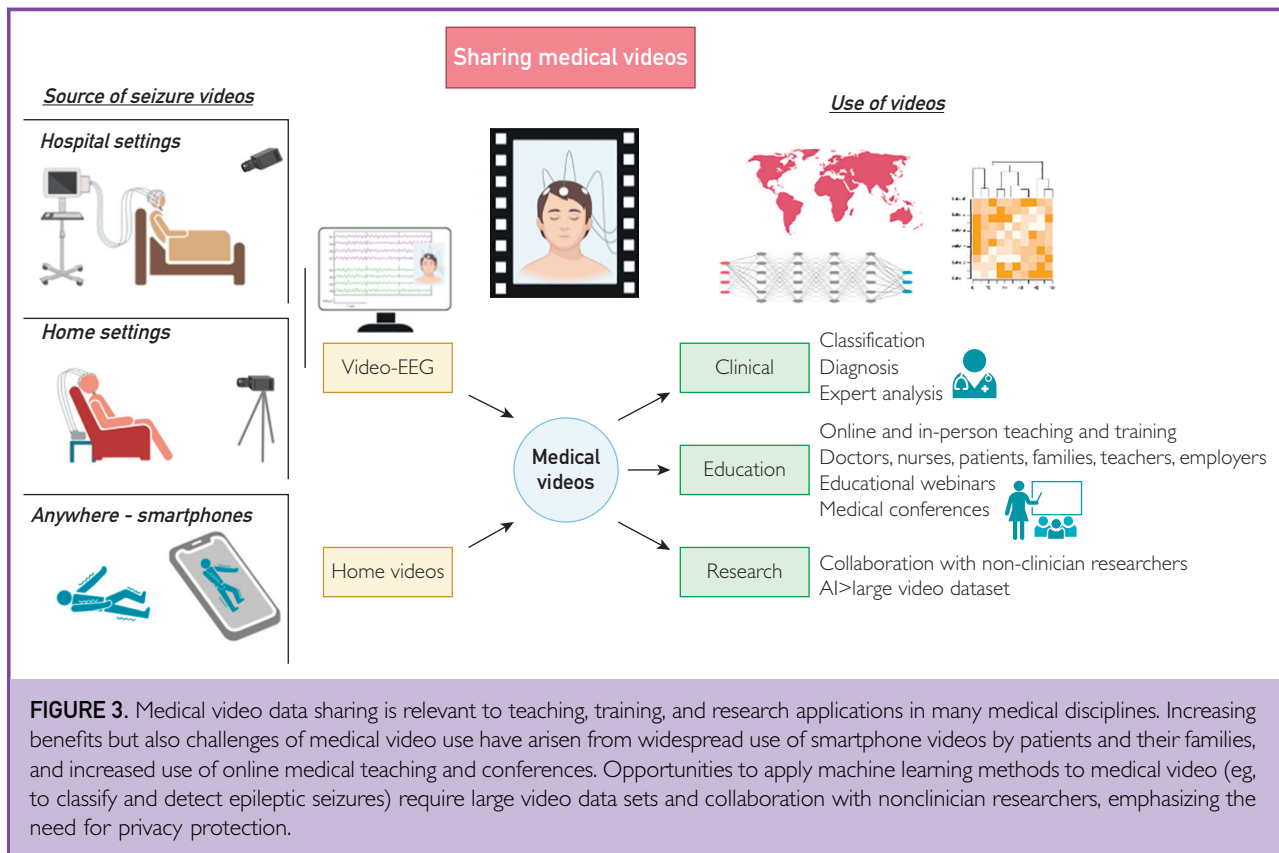 Sharing medical videos
Source of seizure videos
Hospital settings
Home settings
Anywhere - smartphones
Video-EEG
Home videos
Medical
videos
Use of videos
Clinical
Classification
Diagnosis
Expert analysis
Education
Online and in-person teaching and training
Doctors, nurses, patients, families, teachers, employers
Educational webinars
Medical conferences
Research
Collaboration with non-clinician researchers
AI>large video dataset
FIGURE 3. Medical video data sharing is relevant to teaching, training, and research applications in many medical disciplines. Increasing
benefits but also challenges of medical video use have arisen from widespread use of smartphone videos by patients and their families,
and increased use of online medical teaching and conferences. Opportunities to apply machine learning methods to medical video (eg,
to classify and detect epileptic seizures) require large video data sets and collaboration with nonclinician researchers, emphasizing the
need for privacy protection.